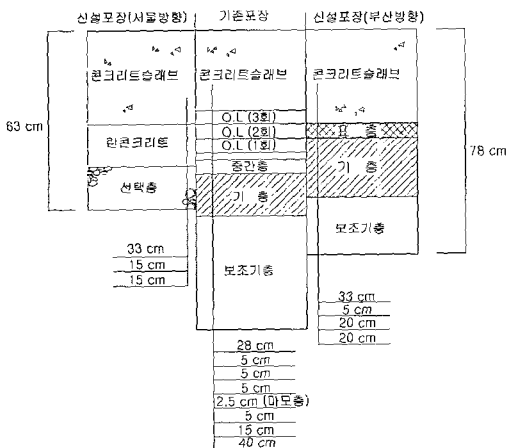 신설포장(서울방향) 기존포장 신설포장(부산방향)
콘크리트슬래브 콘크리트슬래브 콘크리트슬래브
O.L (3회)
O.L (2회)
O.L (1회)
표 층
63 cm
린콘크리트
중간층
기 층
기 층
78 cm
선택층
보조기층
보조기층
33 cm
15 cm
15 cm
33 cm
5 cm
20 cm
20 cm
28 cm
5 cm
5 cm
5 cm
2.5 cm (마모층)
5 cm
15 cm
40 cm